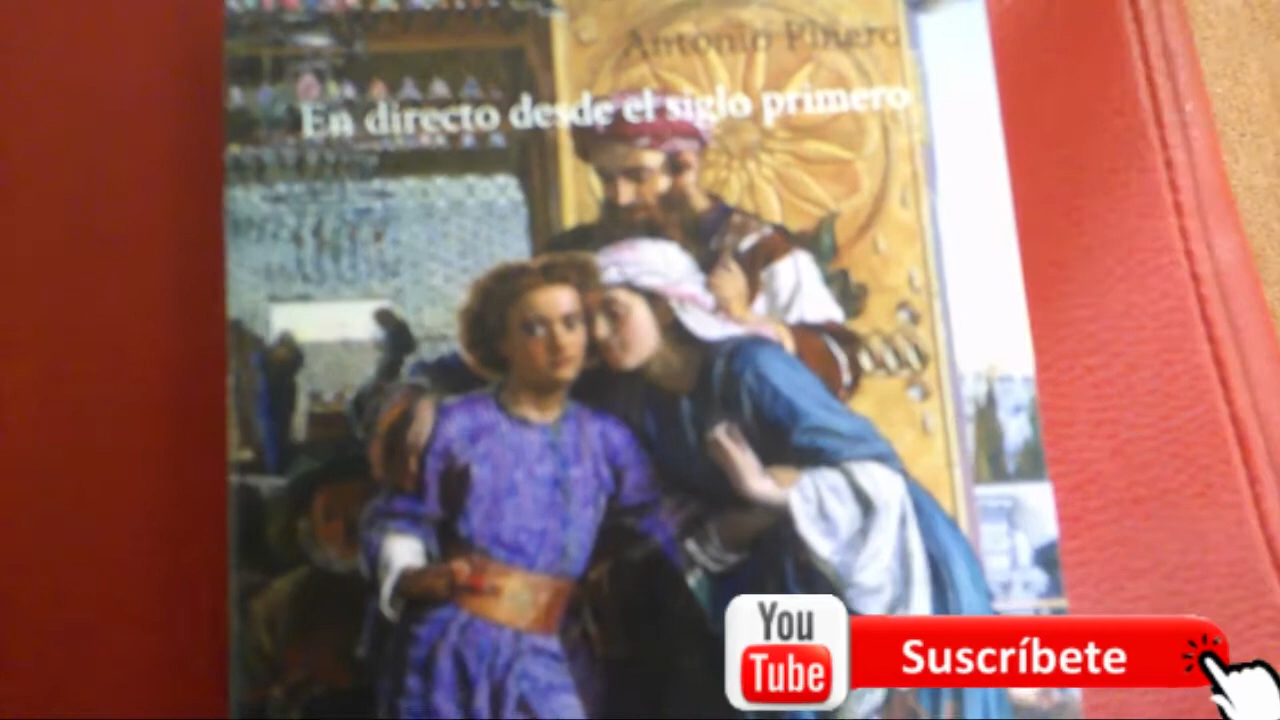 Antonio Piñero
En directo desde el siglo primero
You
Tube
Suscríbete